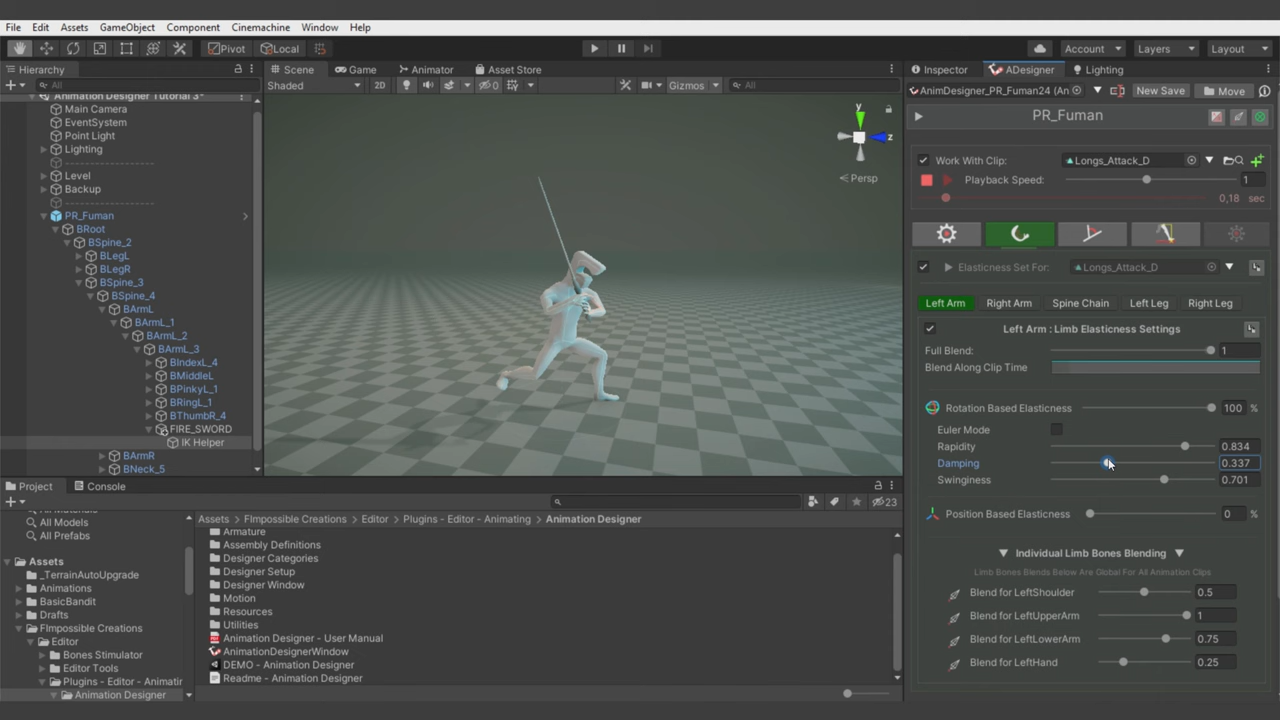 File Edit Assets GameObject Component Cinemachine Window Help
Pivot Local Account Layers Layout
Hierarchy
All
Animation Designer Tutorial 3*
Main Camera
EventSystem
Point Light
Lighting
--------------------
Level
Backup
--------------------
PR_Fuman
BRoot
BSpine_2
BLegL
BLegR
BSpine_3
BSpine_4
BArmL
BArmL_1
BArmL_2
BArmL_3
BIndexL_4
BMiddleL
BPinkyL_1
BRingL_1
BThumbR_4
FIRE_SWORD
IK Helper
BArmR
BNeck_5
Scene Game Animator Asset Store
Shaded 0 Gizmos All
y
z
Persp
Inspector ADesigner Lighting
AnimDesigner_PR_Fuman24 (An New Save Move
PR_Fuman
Work With Clip: Longs_Attack_D
Playback Speed: 1
0,18 sec
Elasticness Set For: Longs_Attack_D
Left Arm Right Arm Spine Chain Left Leg Right Leg
Left Arm : Limb Elasticness Settings
Full Blend: 1
Blend Along Clip Time
Rotation Based Elasticness 100 %
Euler Mode
Rapidity 0.834
Damping 0.337
Swinginess 0.701
Position Based Elasticness 0 %
Individual Limb Bones Blending
Limb Bones Blends Below Are Global For All Animation Clips
Blend for LeftShoulder 0.5
Blend for LeftUpperArm 1
Blend for LeftLowerArm 0.75
Blend for LeftHand 0.25
Project Console
23
All Models
All Prefabs
Assets
_TerrainAutoUpgrade
Animations
BasicBandit
Drafts
FImpossible Creations
Editor
Bones Stimulator
Editor Tools
Plugins - Editor - Animatir
Animation Designer
Assets > FImpossible Creations > Editor > Plugins - Editor - Animating > Animation Designer
Armature
Assembly Definitions
Designer Categories
Designer Setup
Designer Window
Motion
Resources
Utilities
Animation Designer - User Manual
AnimationDesignerWindow
DEMO - Animation Designer
Readme - Animation Designer